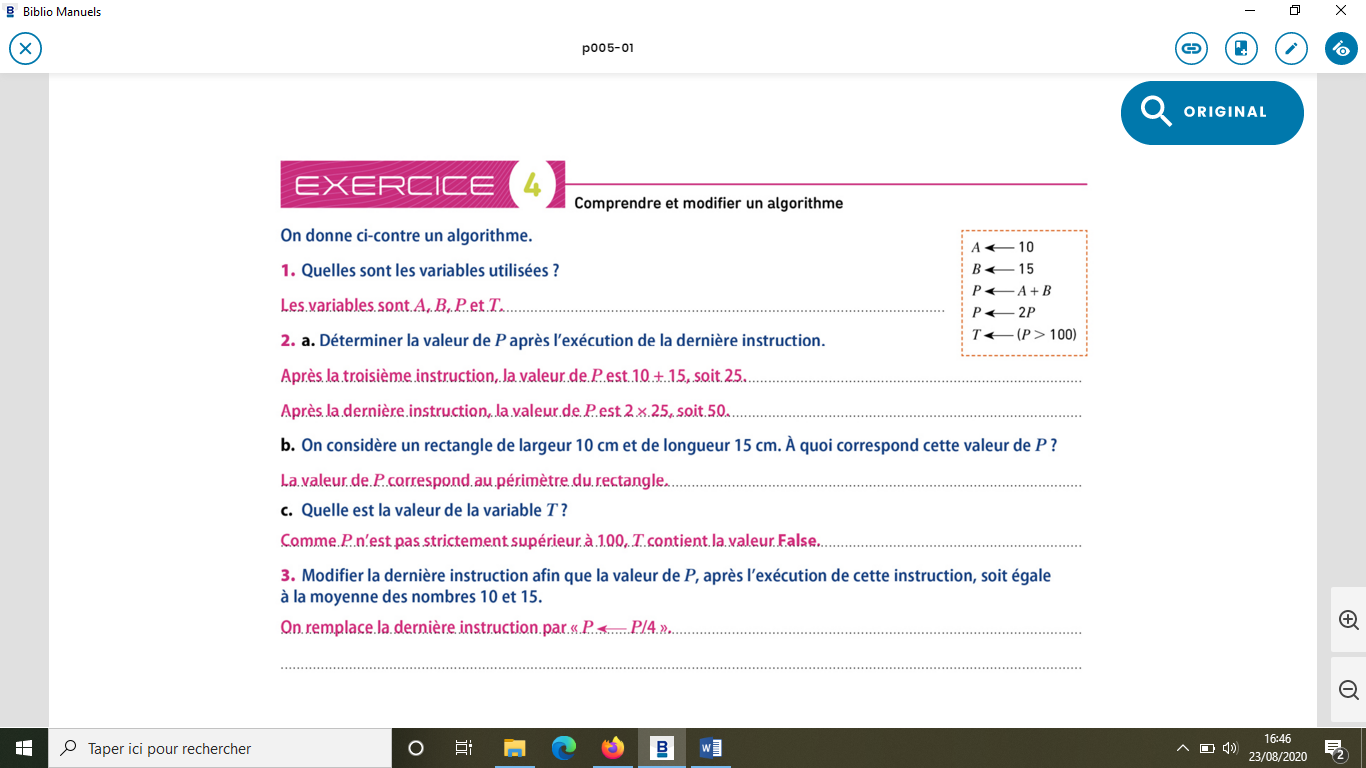 Biblio Manuels
p005-01
ORIGINAL
EXERCICE 4
Comprendre et modifier un algorithme
On donne ci-contre un algorithme.
A ← 10
B ← 15
P ← A + B
P ← 2P
T ← (P > 100)
1. Quelles sont les variables utilisées ?
Les variables sont A, B, P et T.
2. a. Déterminer la valeur de P après l'exécution de la dernière instruction.
Après la troisième instruction, la valeur de P est 10 + 15, soit 25.
Après la dernière instruction, la valeur de P est 2 × 25, soit 50.
b. On considère un rectangle de largeur 10 cm et de longueur 15 cm. À quoi correspond cette valeur de P ?
La valeur de P correspond au périmètre du rectangle.
c. Quelle est la valeur de la variable T ?
Comme P n'est pas strictement supérieur à 100, T contient la valeur False.
3. Modifier la dernière instruction afin que la valeur de P, après l'exécution de cette instruction, soit égale
à la moyenne des nombres 10 et 15.
On remplace la dernière instruction par « P ← P/4 ».
Taper ici pour rechercher
16:46
23/08/2020
2